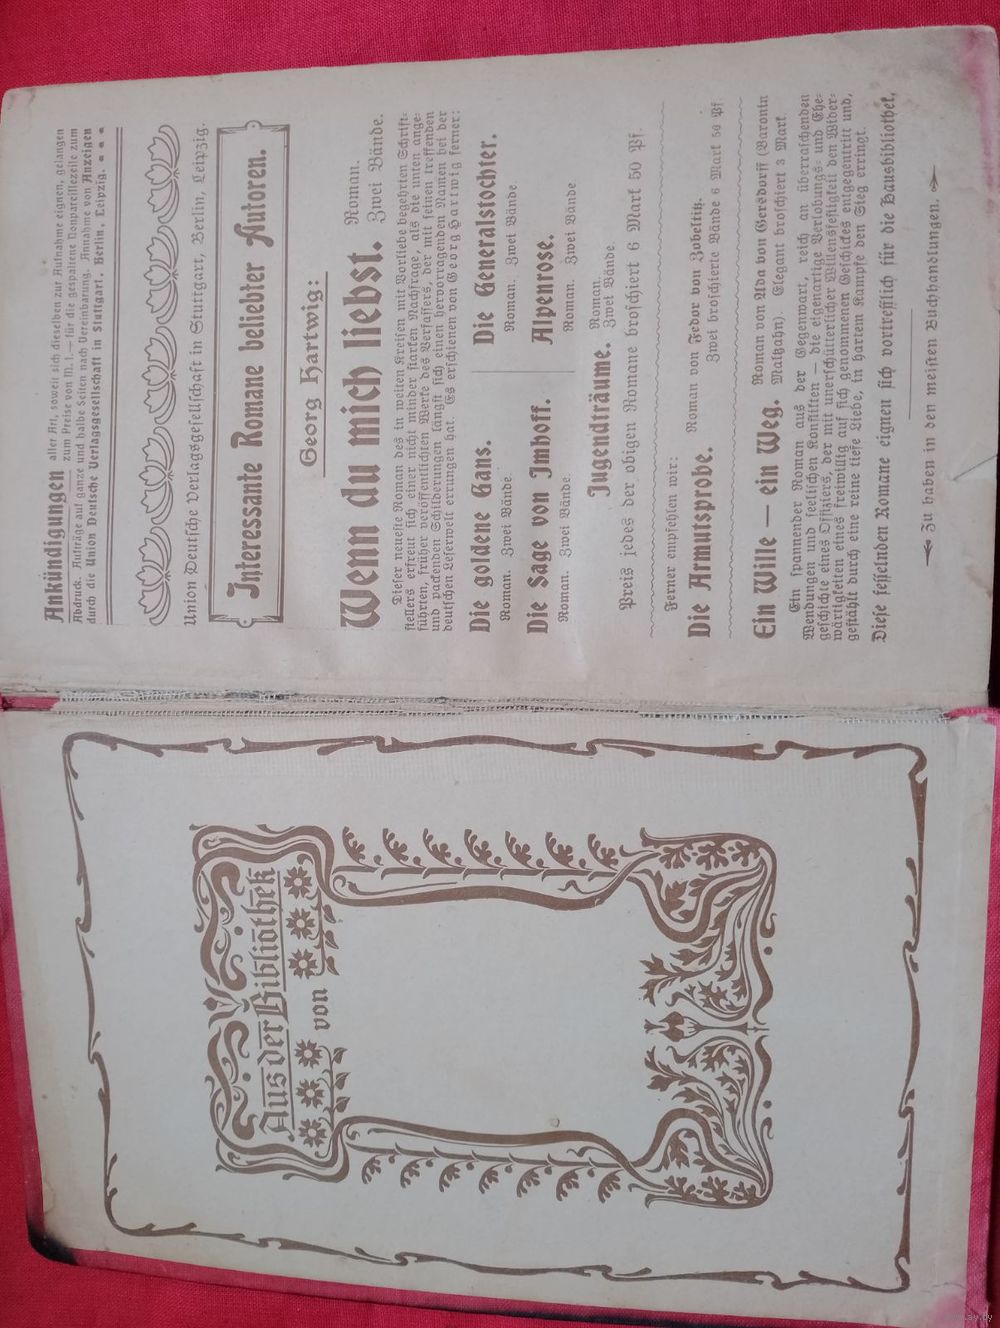 Aus der Bibliothek
von
Ankündigungen aller Art, soweit sich dieselben zur Aufnahme eignen, gelangen
zum Preise von M. 1.— für die gespaltene Nonpareillezeile zum
Abdruck. Aufträge auf ganze und halbe Seiten nach Vereinbarung. Annahme von Anzeigen
durch die Union Deutsche Verlagsgesellschaft in Stuttgart, Berlin, Leipzig.
Union Deutsche Verlagsgesellschaft in Stuttgart, Berlin, Leipzig.
Interessante Romane beliebter Autoren.
Georg Hartwig:
Wenn du mich liebst. Roman. Zwei Bände.
Dieser neueste Roman des in weiten Kreisen mit Vorliebe begehrten Schrift-
stellers erfreut sich einer nicht minder starken Nachfrage, als die unten ange-
führten, früher veröffentlichten Werke des Verfassers, der mit seinen treffenden
und packenden Schilderungen längst sich einen hervorragenden Namen bei der
deutschen Leserwelt errungen hat. Es erschienen von Georg Hartwig ferner:
Die goldene Gans.
Roman. Zwei Bände.
Die Generalstochter.
Roman. Zwei Bände
Die Sage von Imhoff.
Roman. Zwei Bände.
Alpenrose.
Roman. Zwei Bände
Jugendträume. Roman. Zwei Bände.
Preis jedes der obigen Romane broschiert 6 Mark 50 Pf.
Ferner empfehlen wir:
Die Armutsprobe. Roman von Fedor von Zobeltitz.
Zwei broschierte Bände 6 Mark 50 Pf
Ein Wille — ein Weg. Roman von Ada von Gersdorff (Baronin
Maltzahn). Elegant broschiert 3 Mark.
Ein spannender Roman aus der Gegenwart, reich an überraschenden
Wendungen und seelischen Konflikten — die eigenartige Verlobungs- und Ehe-
geschichte eines Offiziers, der mit unerschütterlicher Willensfestigkeit den Wider-
wärtigkeiten eines freiwillig auf sich genommenen Geschickes entgegentritt und,
gestählt durch eine reine tiefe Liebe, in hartem Kampfe den Sieg erringt.
Diese fesselnden Romane eignen sich vortrefflich für die Hausbibliothek.
Zu haben in den meisten Buchhandlungen.